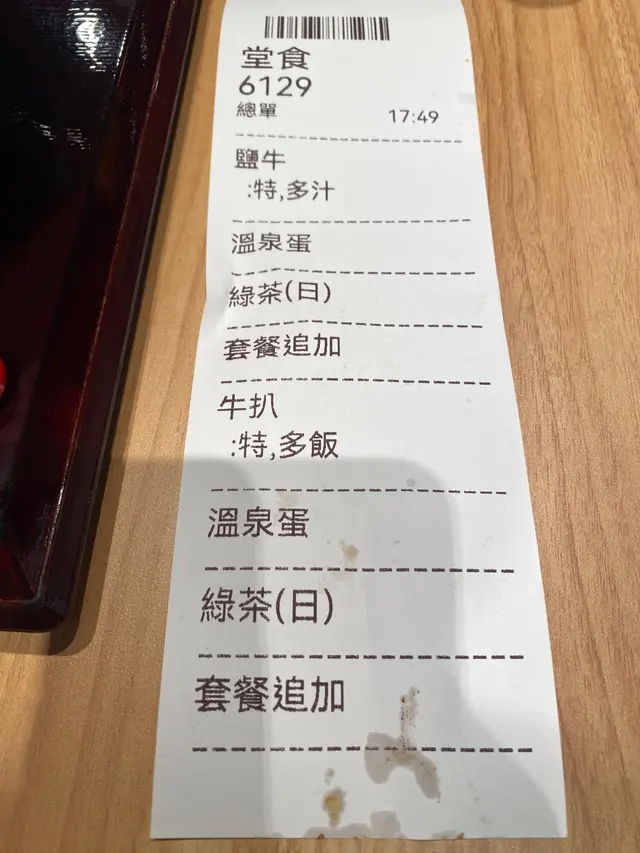 堂食
6129
總單 17:49
鹽牛
:特,多汁
溫泉蛋
綠茶(日)
套餐追加
牛扒
:特,多飯
溫泉蛋
綠茶(日)
套餐追加